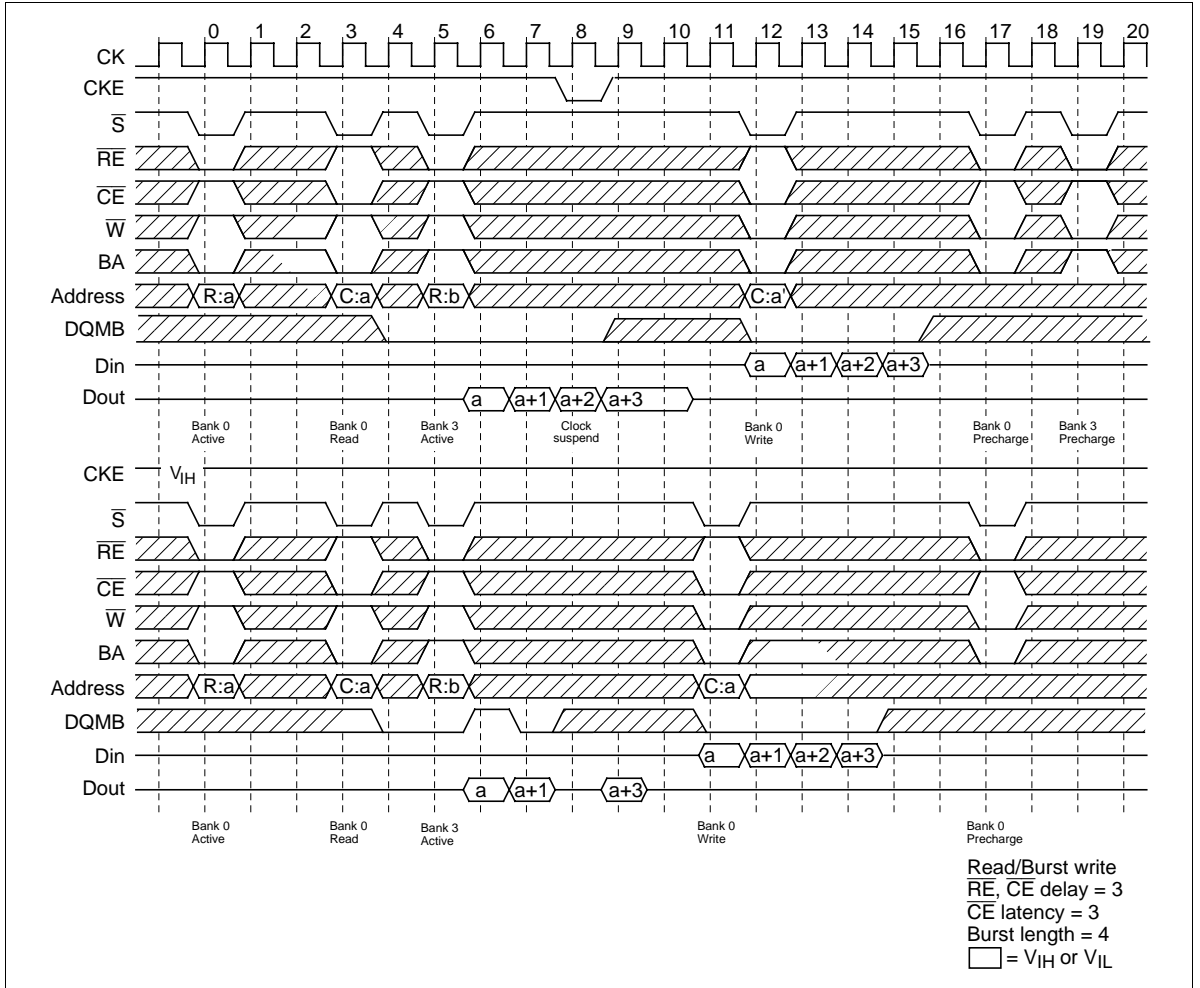 0 1 2 3 4 5 6 7 8 9 10 11 12 13 14 15 16 17 18 19 20
CK
CKE
S
RE
CE
W
BA
Address R:a C:a R:b C:a'
DQMB
Din a a+1 a+2 a+3
Dout a a+1 a+2 a+3
Bank 0 Bank 0 Bank 3 Clock Bank 0 Bank 0 Bank 3
Active Read Active suspend Write Precharge Precharge
CKE VIH
S
RE
CE
W
BA
Address R:a C:a R:b C:a
DQMB
Din a a+1 a+2 a+3
Dout a a+1 a+3
Bank 0 Bank 0 Bank 3 Bank 0 Bank 0
Active Read Active Write Precharge
Read/Burst write
RE, CE delay = 3
CE latency = 3
Burst length = 4
= VIH or VIL